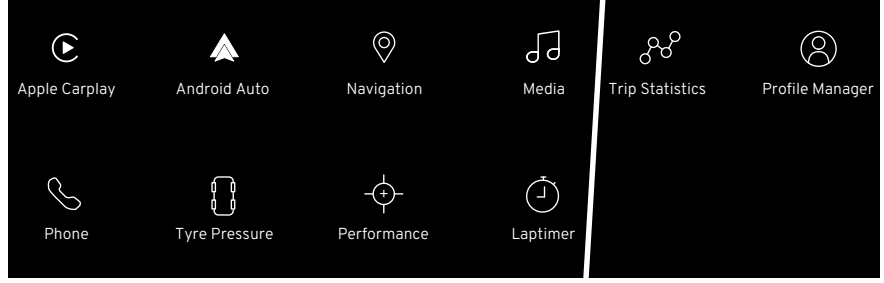 Apple Carplay
Android Auto
Navigation
Media
Trip Statistics
Profile Manager
Phone
Tyre Pressure
Performance
Laptimer